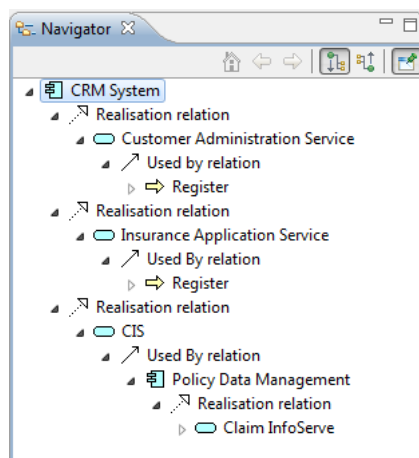 Navigator
CRM System
Realisation relation
Customer Administration Service
Used by relation
Register
Realisation relation
Insurance Application Service
Used By relation
Register
Realisation relation
CIS
Used By relation
Policy Data Management
Realisation relation
Claim InfoServe